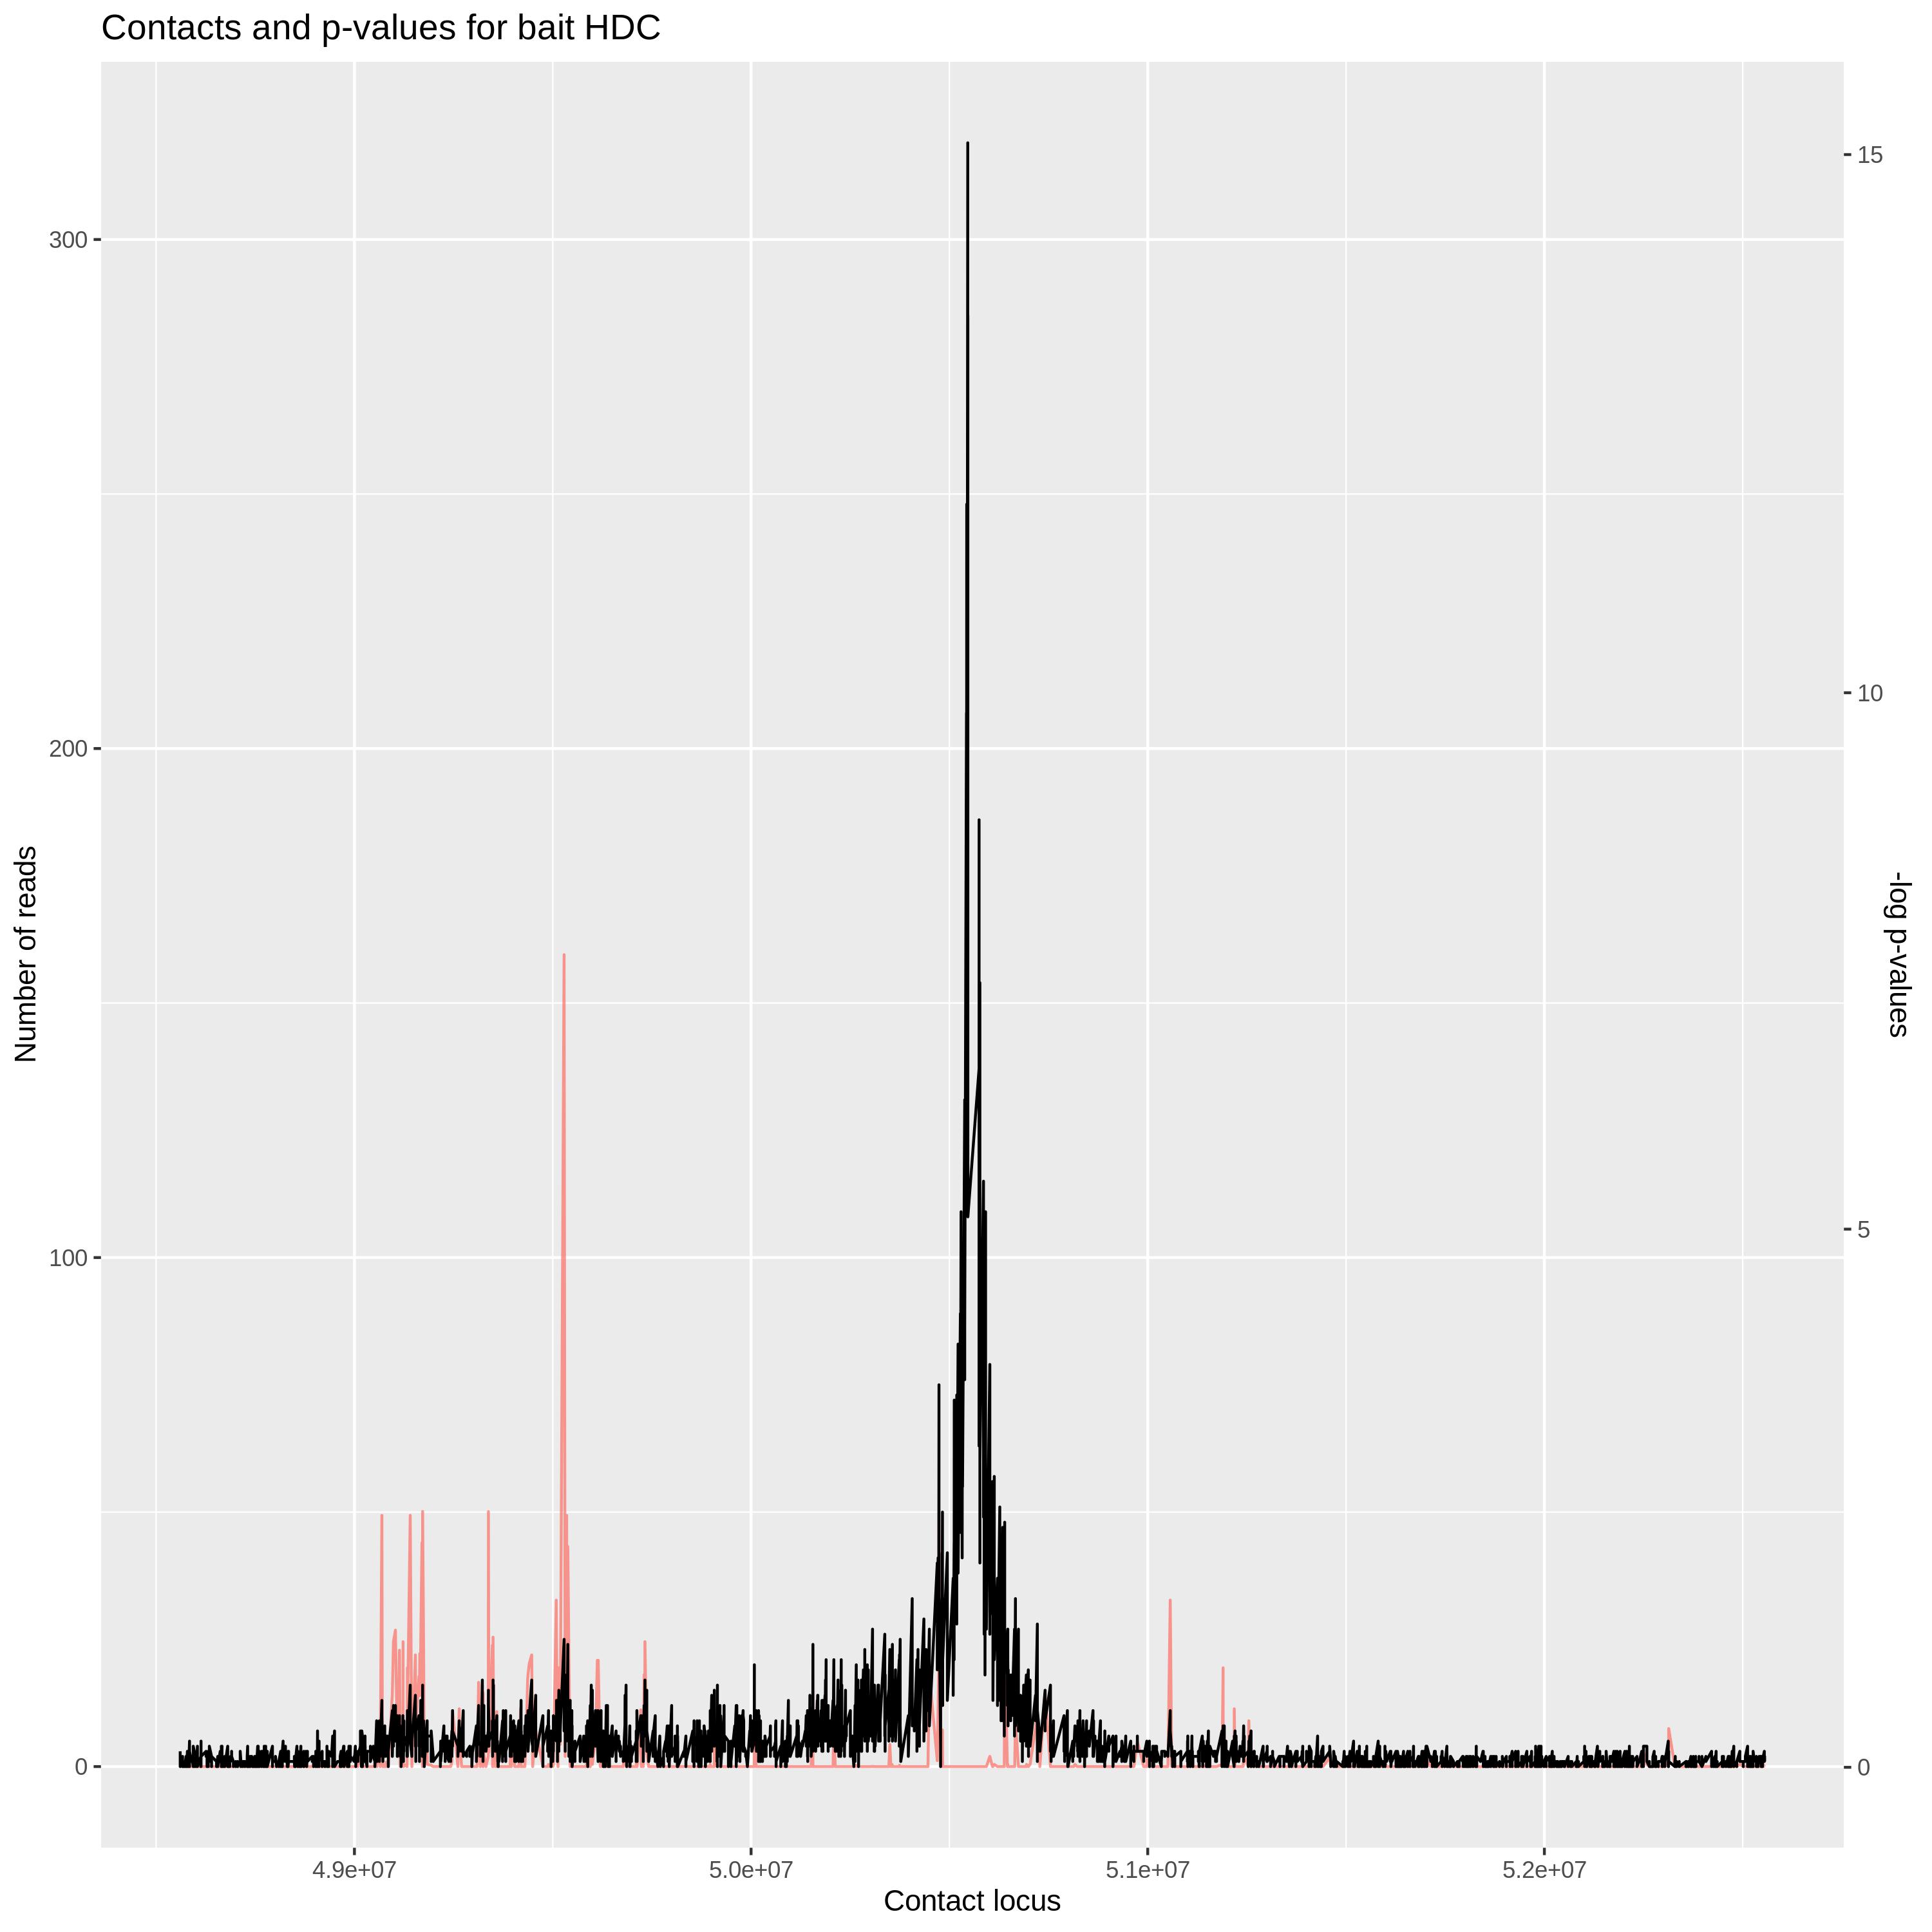 Contacts and p-values for bait HDC
300
200
100
0
15
10
5
0
Number of reads
-log p-values
4.9e+07 5.0e+07 5.1e+07 5.2e+07
Contact locus